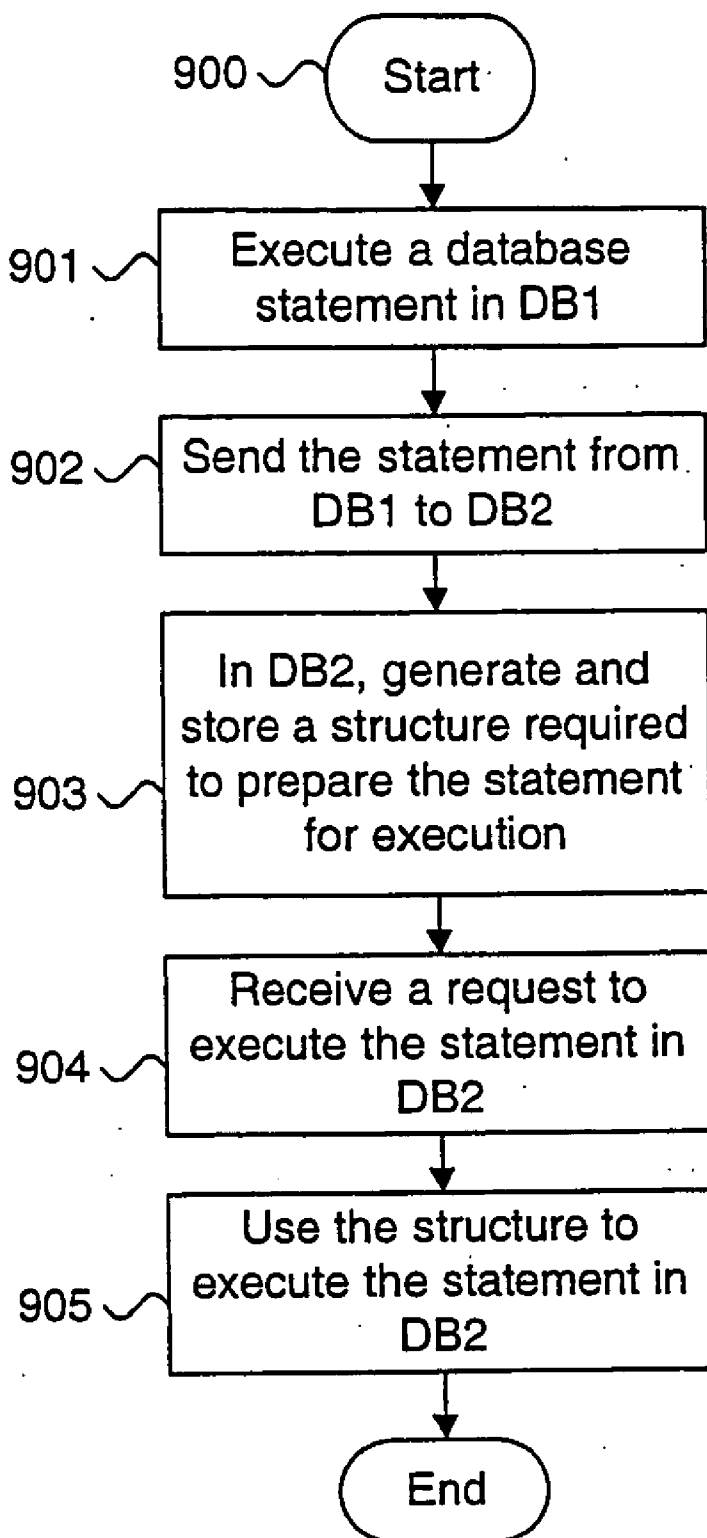 900
Start
901
Execute a database
statement in DB1
902
Send the statement from
DB1 to DB2
903
In DB2, generate and
store a structure required
to prepare the statement
for execution
904
Receive a request to
execute the statement in
DB2
905
Use the structure to
execute the statement in
DB2
End